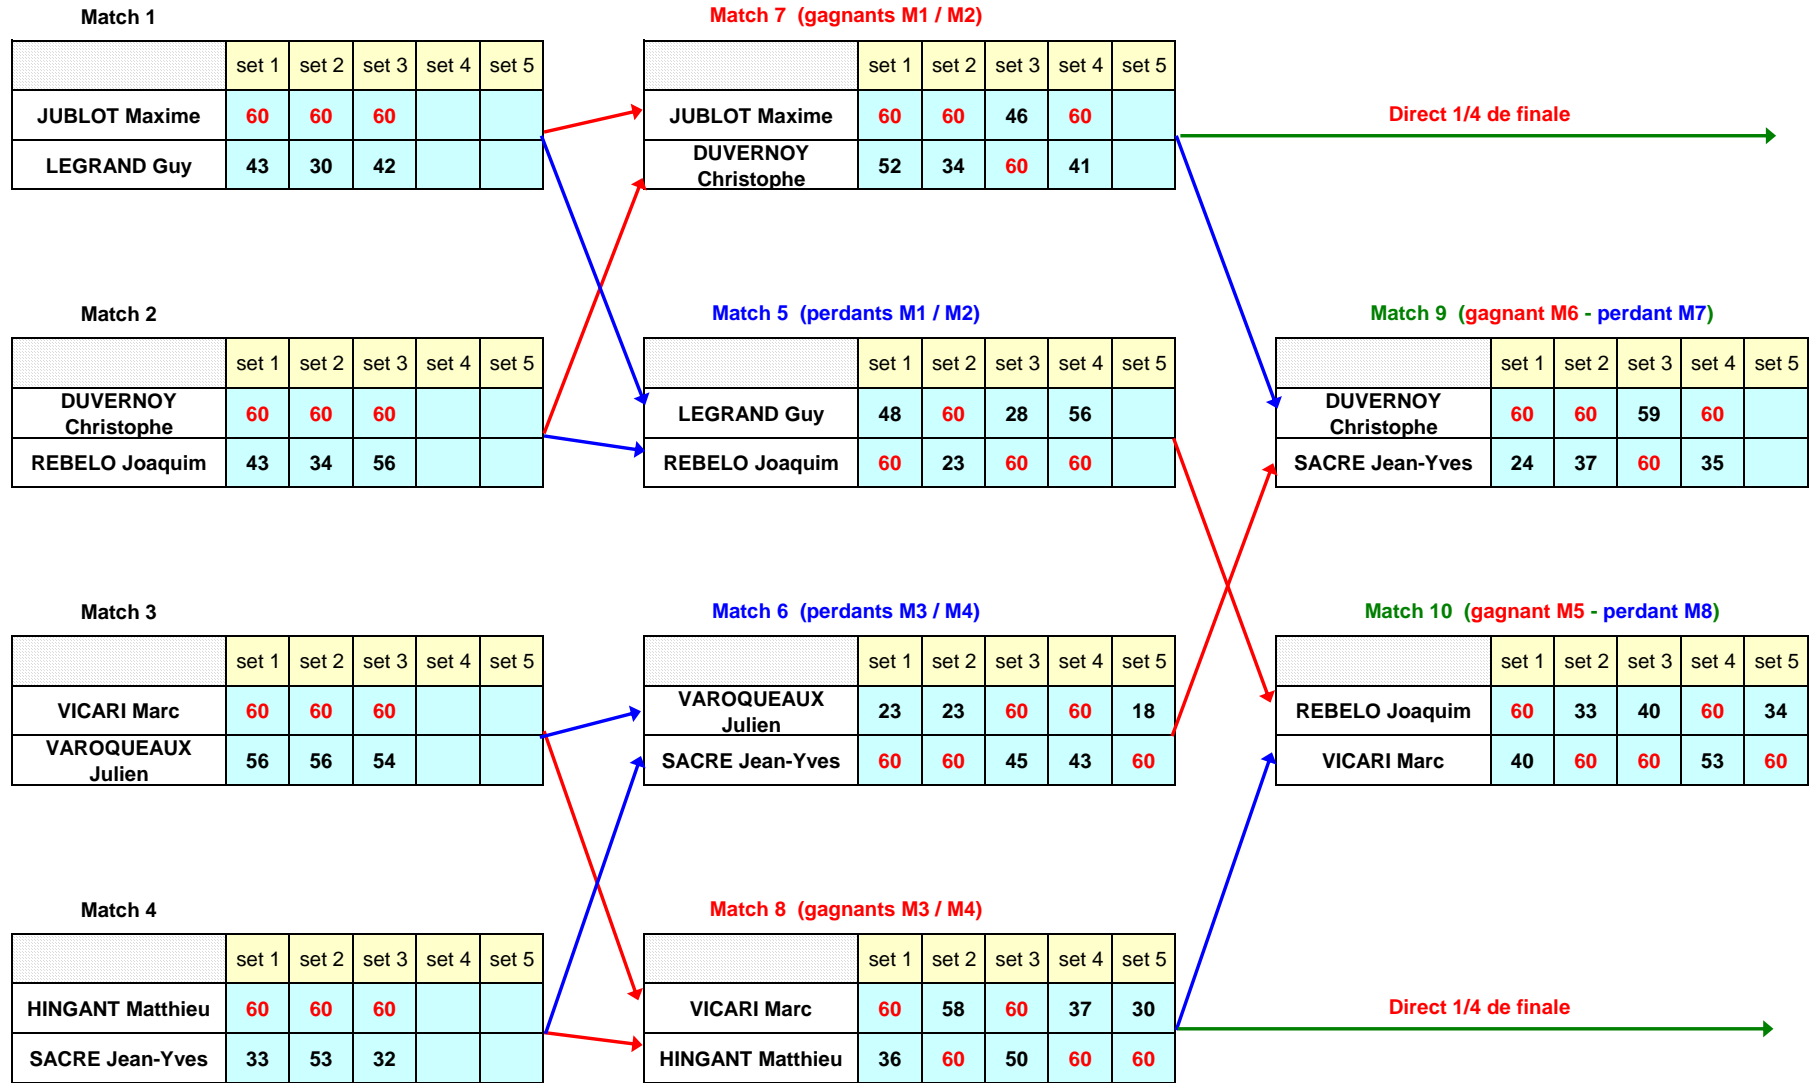 Match 1
set 1 set 2 set 3 set 4 set 5
JUBLOT Maxime 60 60 60
LEGRAND Guy 43 30 42
Match 7 (gagnants M1 / M2)
set 1 set 2 set 3 set 4 set 5
JUBLOT Maxime 60 60 46 60
DUVERNOY
Christophe 52 34 60 41
Direct 1/4 de finale
Match 2
set 1 set 2 set 3 set 4 set 5
DUVERNOY
Christophe 60 60 60
REBELO Joaquim 43 34 56
Match 5 (perdants M1 / M2)
set 1 set 2 set 3 set 4 set 5
LEGRAND Guy 48 60 28 56
REBELO Joaquim 60 23 60 60
Match 9 (gagnant M6 - perdant M7)
set 1 set 2 set 3 set 4 set 5
DUVERNOY
Christophe 60 60 59 60
SACRE Jean-Yves 24 37 60 35
Match 3
set 1 set 2 set 3 set 4 set 5
VICARI Marc 60 60 60
VAROQUEAUX
Julien 56 56 54
Match 6 (perdants M3 / M4)
set 1 set 2 set 3 set 4 set 5
VAROQUEAUX
Julien 23 23 60 60 18
SACRE Jean-Yves 60 60 45 43 60
Match 10 (gagnant M5 - perdant M8)
set 1 set 2 set 3 set 4 set 5
REBELO Joaquim 60 33 40 60 34
VICARI Marc 40 60 60 53 60
Match 4
set 1 set 2 set 3 set 4 set 5
HINGANT Matthieu 60 60 60
SACRE Jean-Yves 33 53 32
Match 8 (gagnants M3 / M4)
set 1 set 2 set 3 set 4 set 5
VICARI Marc 60 58 60 37 30
HINGANT Matthieu 36 60 50 60 60
Direct 1/4 de finale